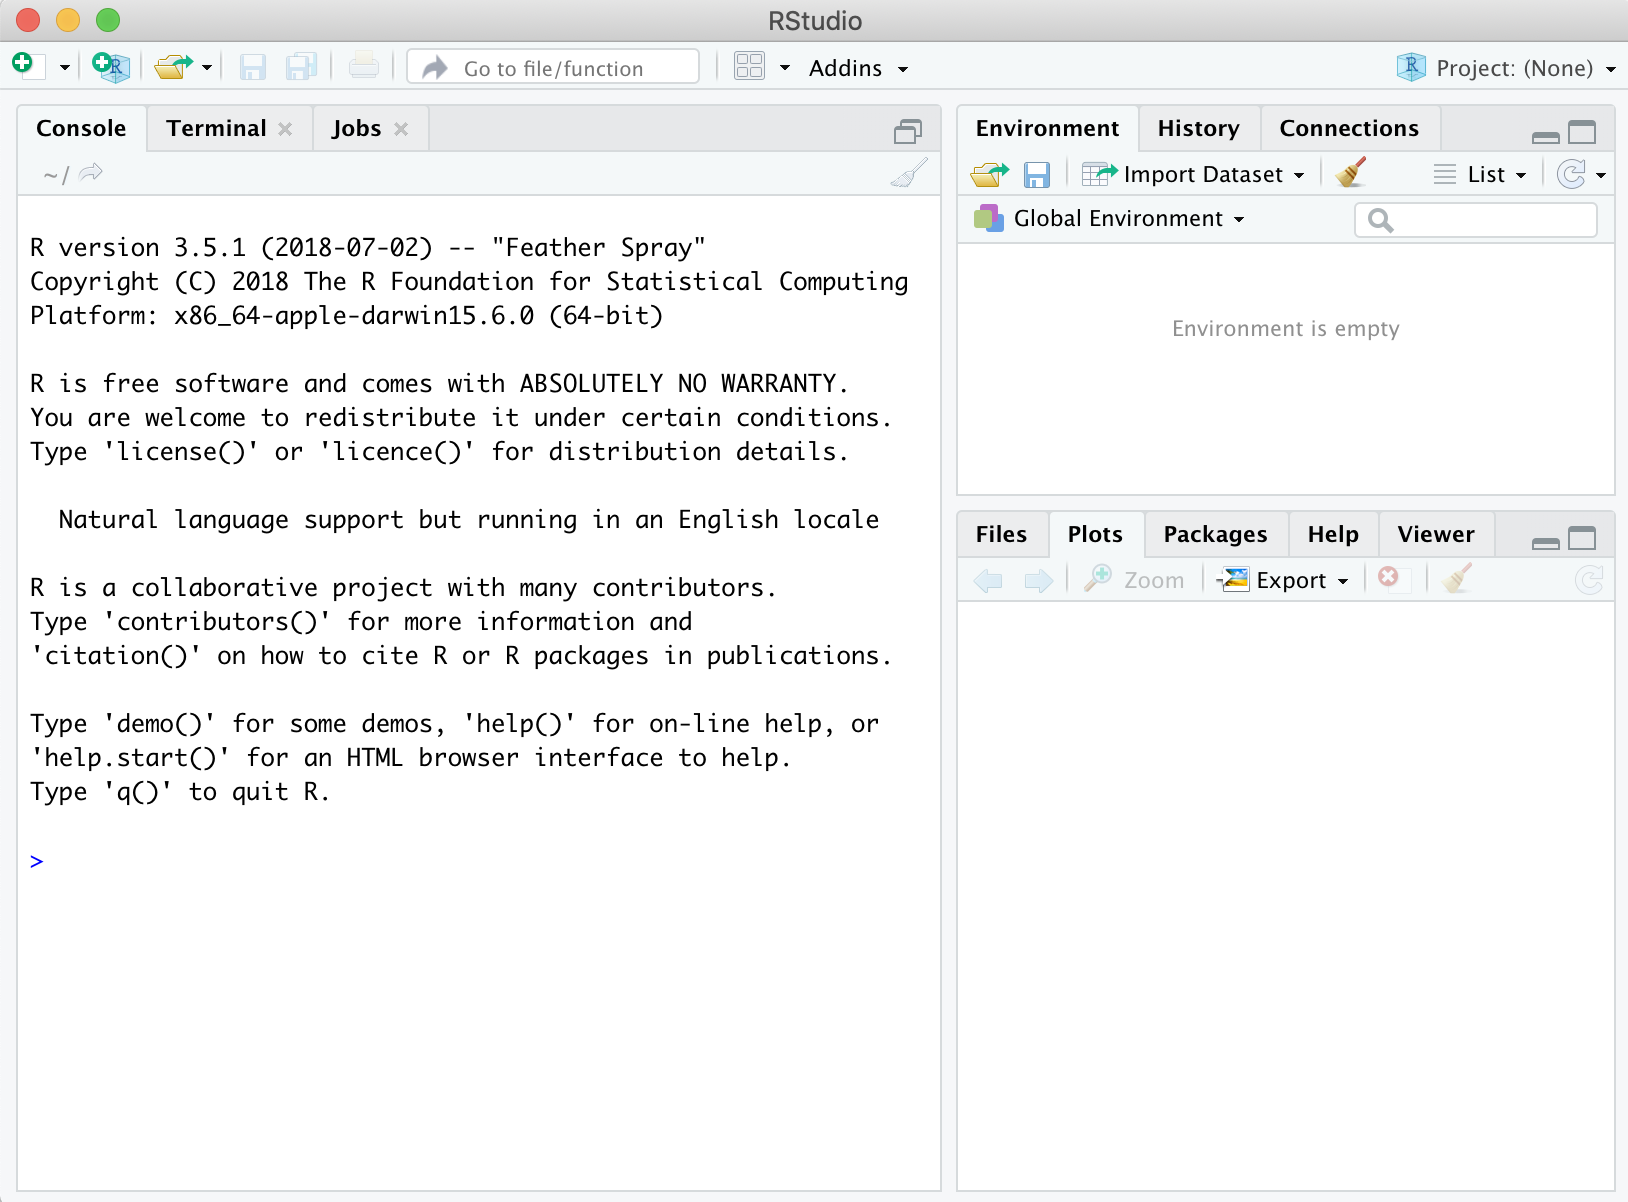 RStudio
Go to file/function
Addins
Project: (None)
Console Terminal Jobs
~/
R version 3.5.1 (2018-07-02) -- "Feather Spray"
Copyright (C) 2018 The R Foundation for Statistical Computing
Platform: x86_64-apple-darwin15.6.0 (64-bit)
R is free software and comes with ABSOLUTELY NO WARRANTY.
You are welcome to redistribute it under certain conditions.
Type 'license()' or 'licence()' for distribution details.
Natural language support but running in an English locale
R is a collaborative project with many contributors.
Type 'contributors()' for more information and
'citation()' on how to cite R or R packages in publications.
Type 'demo()' for some demos, 'help()' for on-line help, or
'help.start()' for an HTML browser interface to help.
Type 'q()' to quit R.
>
Environment History Connections
Import Dataset List
Global Environment
Environment is empty
Files Plots Packages Help Viewer
Zoom Export